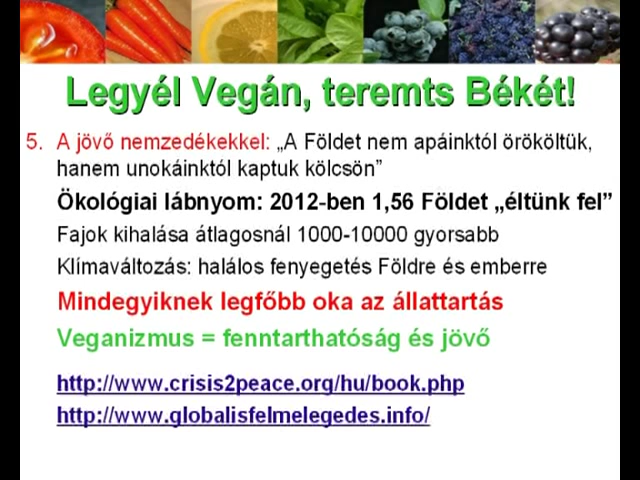 Legyél Vegán, teremts Békét!
5. A jövő nemzedékekkel: „A Földet nem apáinktól örököltük,
hanem unokáinktól kaptuk kölcsön”
Ökológiai lábnyom: 2012-ben 1,56 Földet „éltünk fel”
Fajok kihalása átlagosnál 1000-10000 gyorsabb
Klímaváltozás: halálos fenyegetés Földre és emberre
Mindegyiknek legfőbb oka az állattartás
Veganizmus = fenntarthatóság és jövő
http://www.crisis2peace.org/hu/book.php
http://www.globalisfelmelegedes.info/